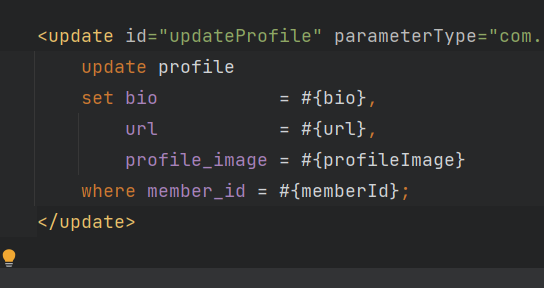 <update id="updateProfile" parameterType="com.
update profile
set bio = #{bio},
url = #{url},
profile_image = #{profileImage}
where member_id = #{memberId};
</update>